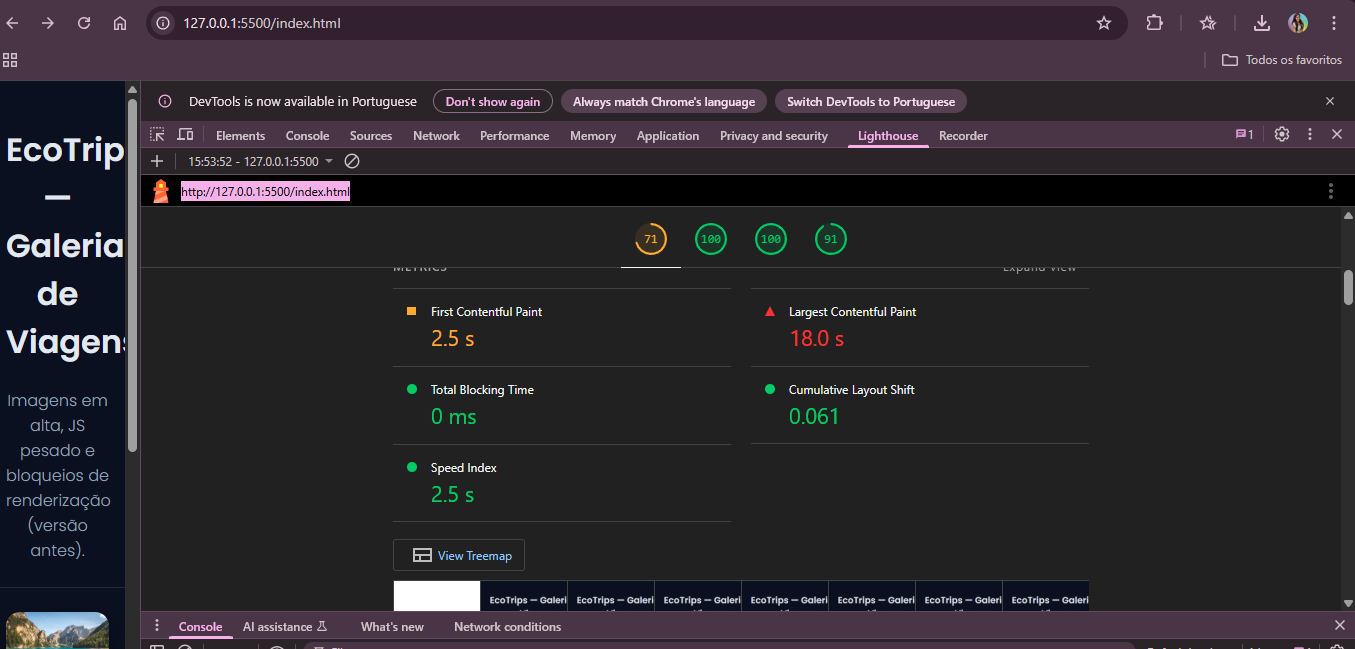 127.0.0.1:5500/index.html
Todos os favoritos
DevTools is now available in Portuguese
Don't show again
Always match Chrome's language
Switch DevTools to Portuguese
Elements
Console
Sources
Network
Performance
Memory
Application
Privacy and security
Lighthouse
Recorder
1
15:53:52 - 127.0.0.1:5500
http://127.0.0.1:5500/index.html
71
100
100
91
METRICS
Expand view
First Contentful Paint
2.5 s
Largest Contentful Paint
18.0 s
Total Blocking Time
0 ms
Cumulative Layout Shift
0.061
Speed Index
2.5 s
View Treemap
EcoTrips — Galeri
EcoTrips — Galeri
EcoTrips — Galeri
EcoTrips — Galeri
EcoTrips — Galeri
EcoTrips — Galeri
EcoTrips — Galeri
EcoTrips
—
Galeria
de
Viagens
Imagens em
alta, JS
pesado e
bloqueios de
renderização
(versão
antes).
Console
AI assistance
What's new
Network conditions